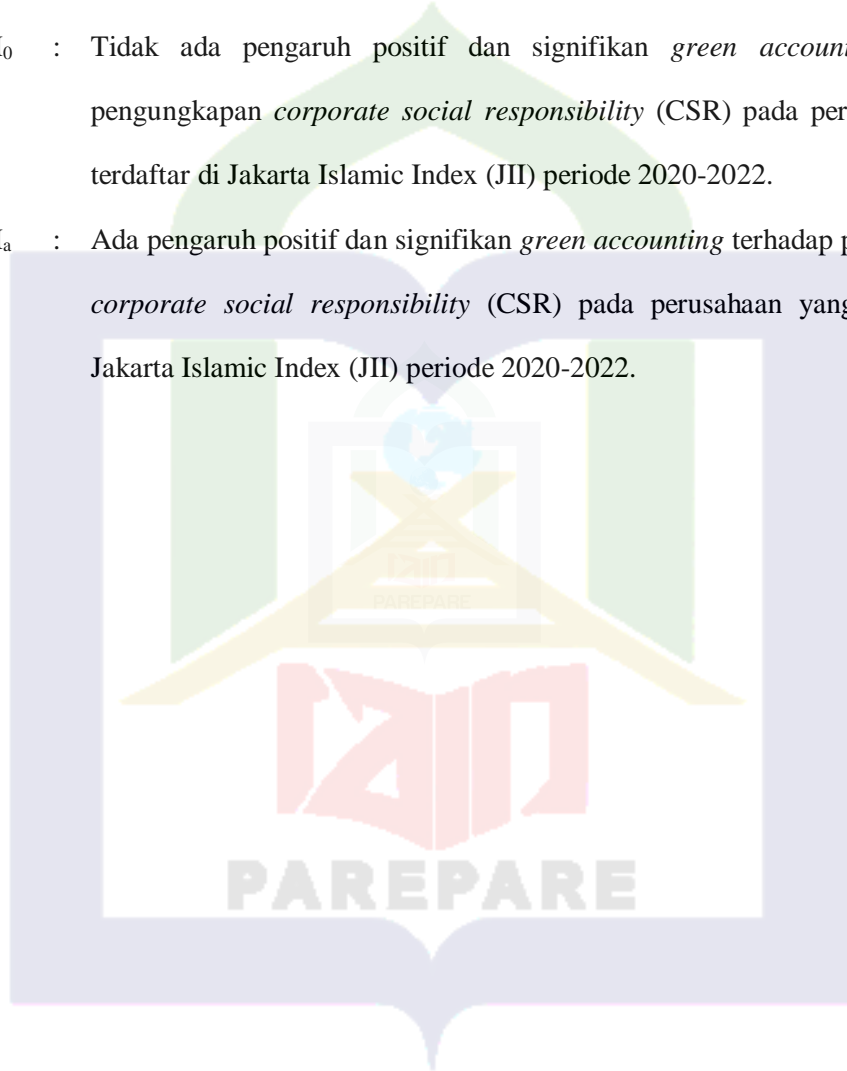 : Tidak ada pengaruh positif dan signifikan green
pengungkapan corporate social responsibility (CSR) pada
terdaftar di Jakarta Islamic Index (JII) periode 2020-2022.
: Ada pengaruh positif dan signifikan green accounting terhadap
corporate social responsibility (CSR) pada perusahaan yang
Jakarta Islamic Index (JII) periode 2020-2022.
PAREPARE
PAREPARE